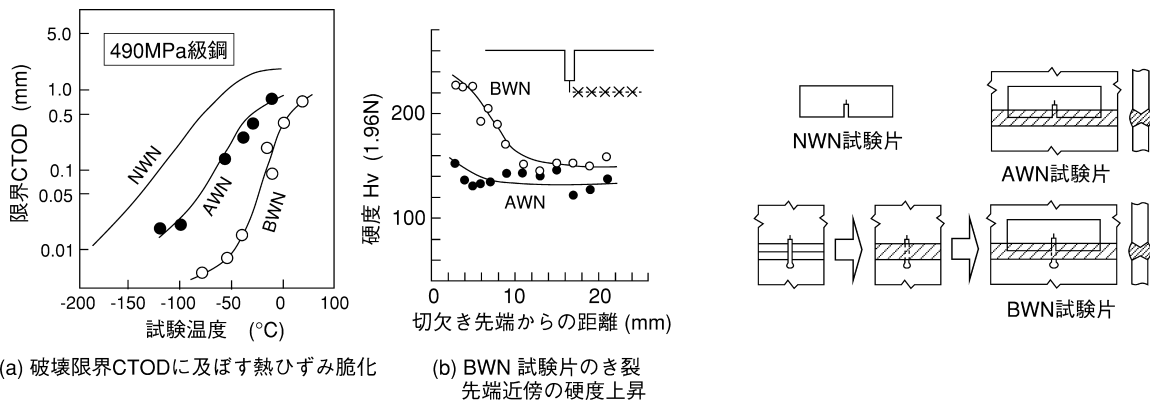 5.0
1.0
0.5
0.1
0.05
0.01
限界CTOD (mm)
490MPa級鋼
NWN
AWN
BWN
-200 -150 -100 -50 0 100
試験温度 (°C)
(a) 破壊限界CTODに及ぼす熱ひずみ脆化
200
100
硬度 Hv (1.96N)
BWN
AWN
0 10 20
切欠き先端からの距離 (mm)
(b) BWN 試験片のき裂
先端近傍の硬度上昇
NWN試験片
AWN試験片
BWN試験片